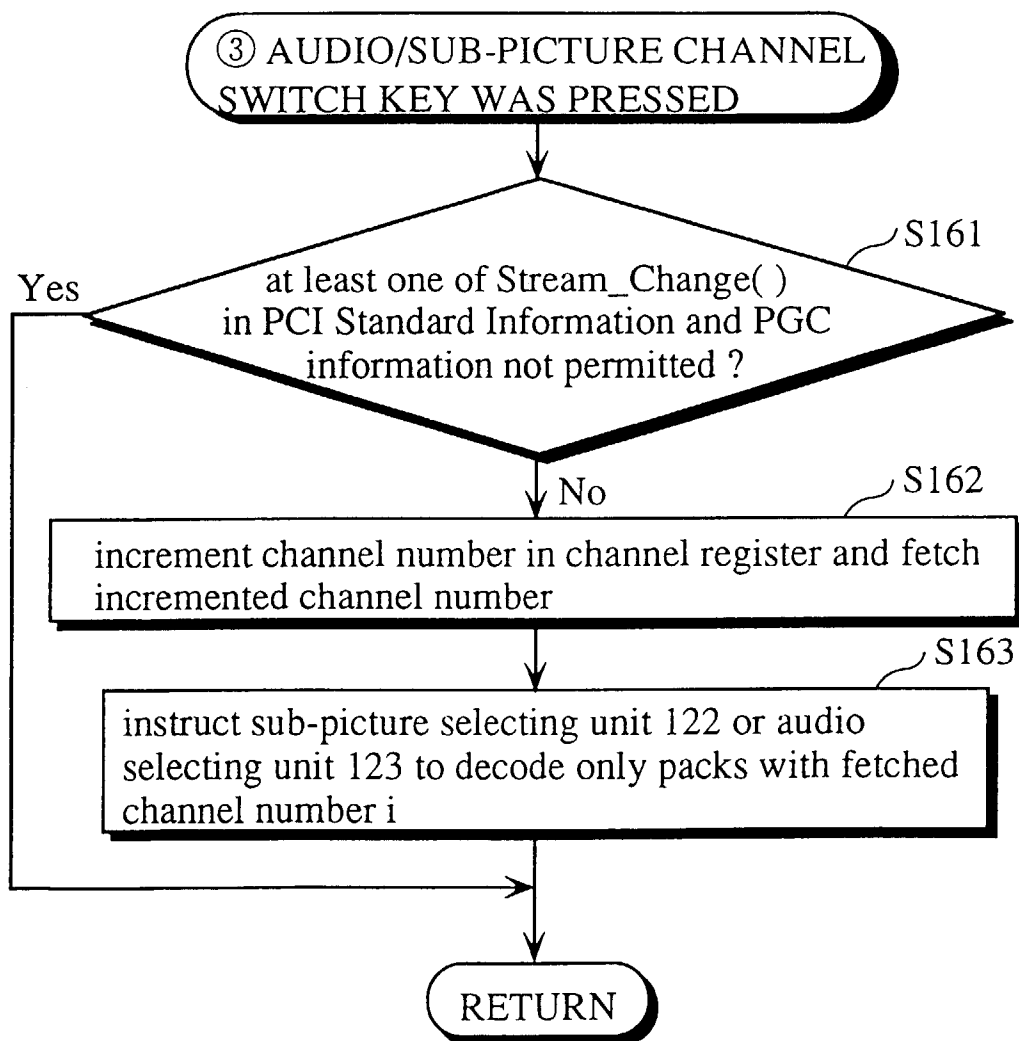 ③ AUDIO/SUB-PICTURE CHANNEL
SWITCH KEY WAS PRESSED
S161
Yes
at least one of Stream_Change( )
in PCI Standard Information and PGC
information not permitted ?
No
S162
increment channel number in channel register and fetch
incremented channel number
S163
instruct sub-picture selecting unit 122 or audio
selecting unit 123 to decode only packs with fetched
channel number i
RETURN